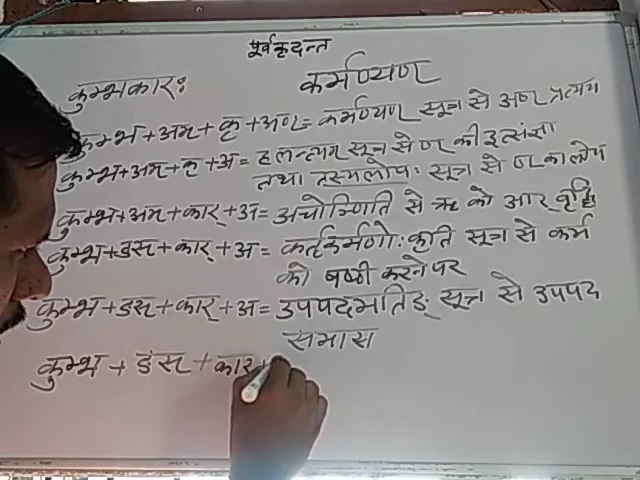 पूर्वकृदन्त
कुम्भकारः कर्मण्यण
कुम्भ+अम+कृ+अण= कर्मण्यण सूत्र से अण प्रत्यय
कुम्भ+अम+कृ+अ= हलन्त्यम सूत्र से ण की इत्संज्ञा
तथा तस्यलोपः सूत्र से ण का लोप
कुम्भ+अम+कार्+अ= अचोञ्णिति से ऋ को आर् वृद्धि
कुम्भ+ङस+कार्+अ= कर्तृकर्मणोः कृति सूत्र से कर्म
को षष्ठी करने पर
कुम्भ+ङस+कार्+अ= उपपदमतिङ् सूत्र से उपपद
समास
कुम्भ + ङस + कार्